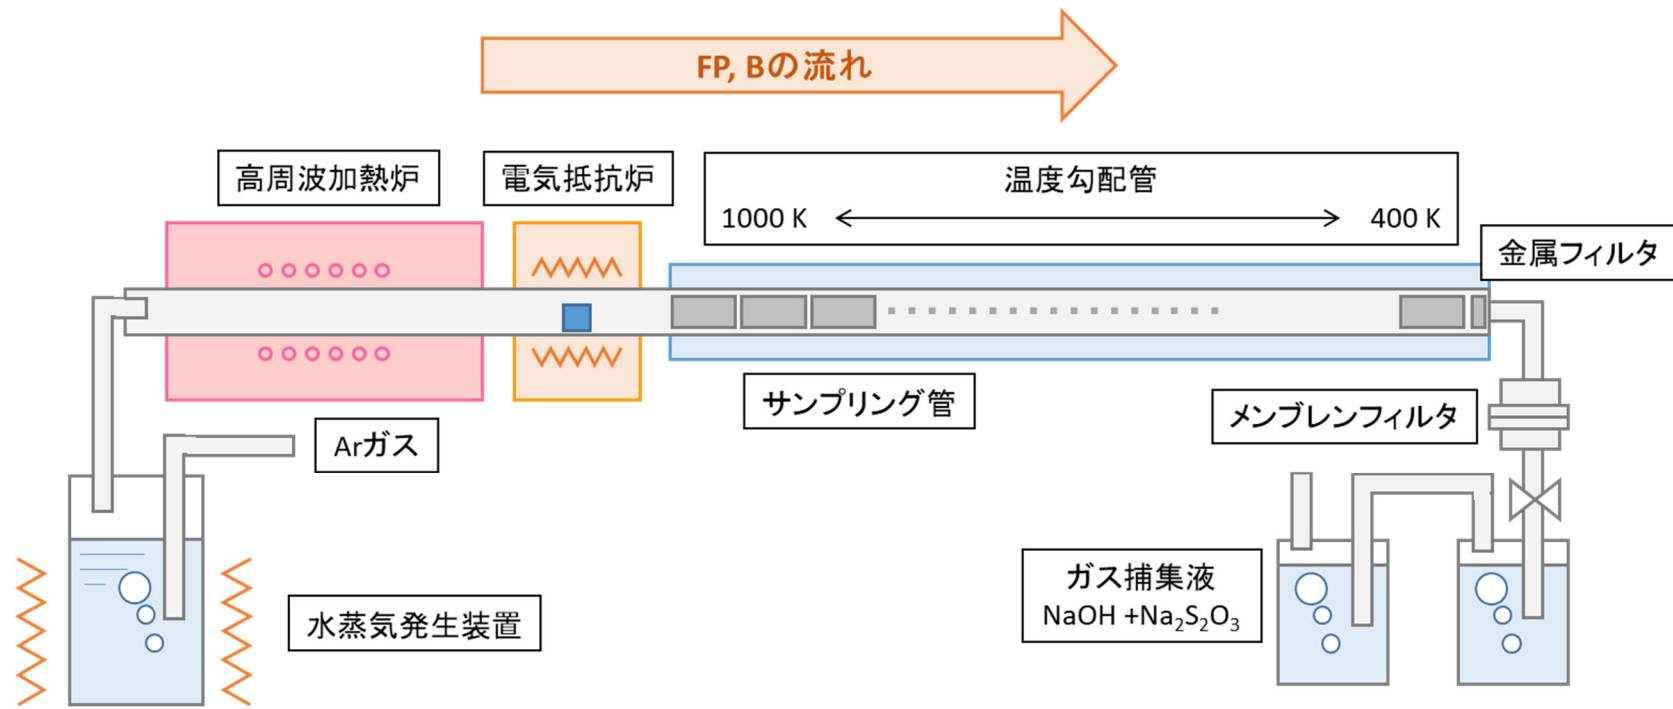 FP, Bの流れ
高周波加熱炉
電気抵抗炉
温度勾配管
1000 K
400 K
金属フィルタ
サンプリング管
メンブレンフィルタ
Arガス
ガス捕集液
NaOH +Na₂S₂O₃
水蒸気発生装置